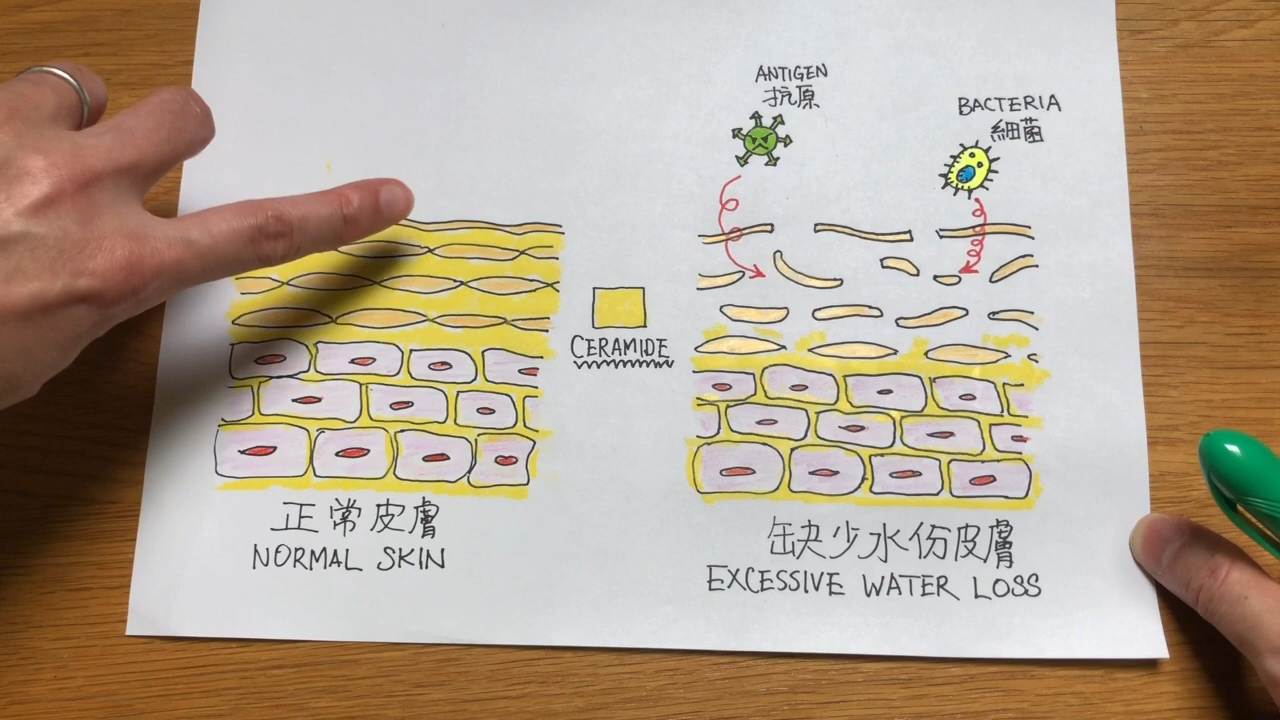 ANTIGEN
抗原
BACTERIA
細菌
CERAMIDE
正常皮膚
NORMAL SKIN
缺少水份皮膚
EXCESSIVE WATER LOSS